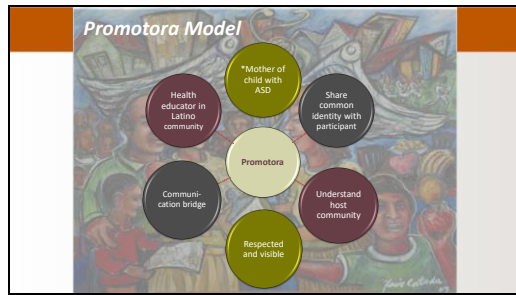 Promotora Model
*Mother of
child with
ASD
Share
common
identity with
participant
Understand
host
community
Respected
and visible
Communi-
cation bridge
Health
educator in
Latino
community
Promotora